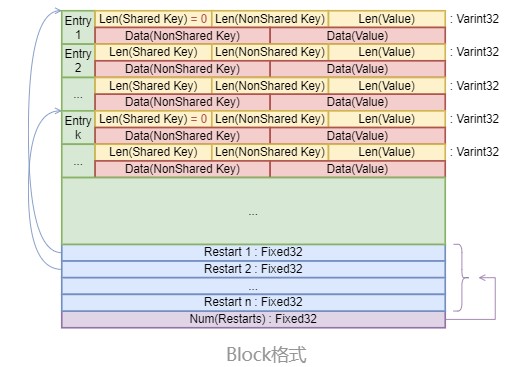 Entry 1 Len(Shared Key) = 0 Len(NonShared Key) Len(Value) : Varint32
Data(NonShared Key) Data(Value)
Entry 2 Len(Shared Key) Len(NonShared Key) Len(Value) : Varint32
Data(NonShared Key) Data(Value)
... Len(Shared Key) Len(NonShared Key) Len(Value) : Varint32
Data(NonShared Key) Data(Value)
Entry k Len(Shared Key) = 0 Len(NonShared Key) Len(Value) : Varint32
Data(NonShared Key) Data(Value)
... Len(Shared Key) Len(NonShared Key) Len(Value) : Varint32
Data(NonShared Key) Data(Value)
...
Restart 1 : Fixed32
Restart 2 : Fixed32
...
Restart n : Fixed32
Num(Restarts) : Fixed32
Block格式